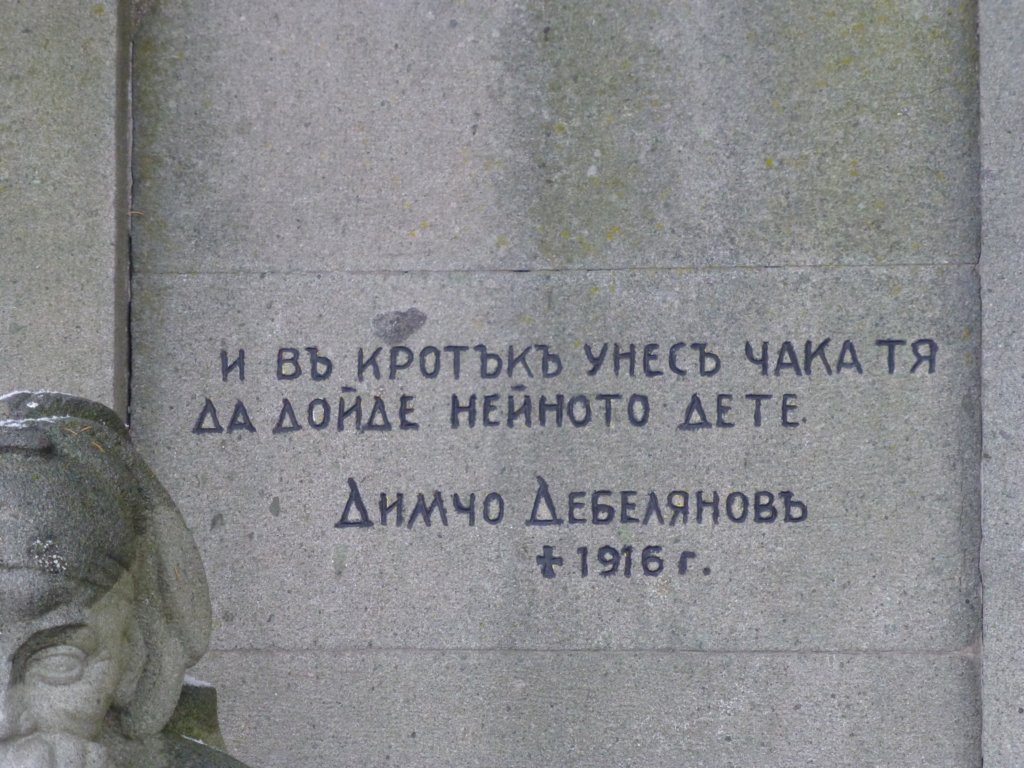 И ВЪ КРОТЪКЪ УНЕСЪ ЧАКА ТЯ
ДА ДОЙДЕ НЕЙНОТО ДЕТЕ.
ДИМЧО ДЕБЕЛЯНОВЪ
✝ 1916 г.